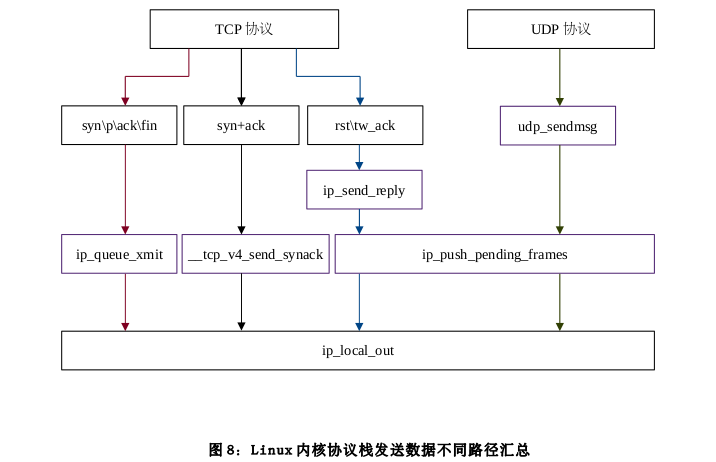 TCP 协议
UDP 协议
syn\p\ack\fin
syn+ack
rst\tw_ack
udp_sendmsg
ip_send_reply
ip_queue_xmit
__tcp_v4_send_synack
ip_push_pending_frames
ip_local_out
图 8：Linux 内核协议栈发送数据不同路径汇总